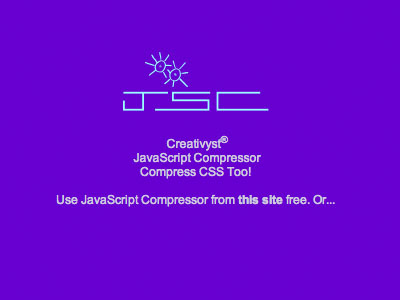 JSC
Creativyst®
JavaScript Compressor
Compress CSS Too!
Use JavaScript Compressor from this site free. Or...